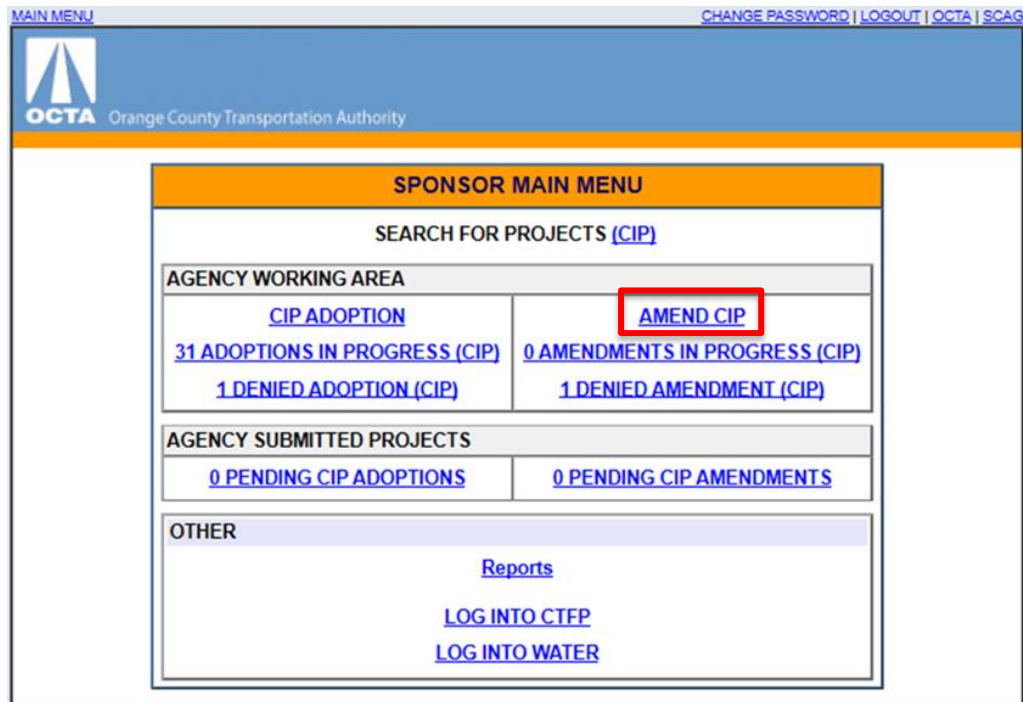 MAIN MENU CHANGE PASSWORD | LOGOUT | OCTA | SCAG
OCTA Orange County Transportation Authority
SPONSOR MAIN MENU
SEARCH FOR PROJECTS (CIP)
AGENCY WORKING AREA
CIP ADOPTION AMEND CIP
31 ADOPTIONS IN PROGRESS (CIP) 0 AMENDMENTS IN PROGRESS (CIP)
1 DENIED ADOPTION (CIP) 1 DENIED AMENDMENT (CIP)
AGENCY SUBMITTED PROJECTS
0 PENDING CIP ADOPTIONS 0 PENDING CIP AMENDMENTS
OTHER
Reports
LOG INTO CTFP
LOG INTO WATER